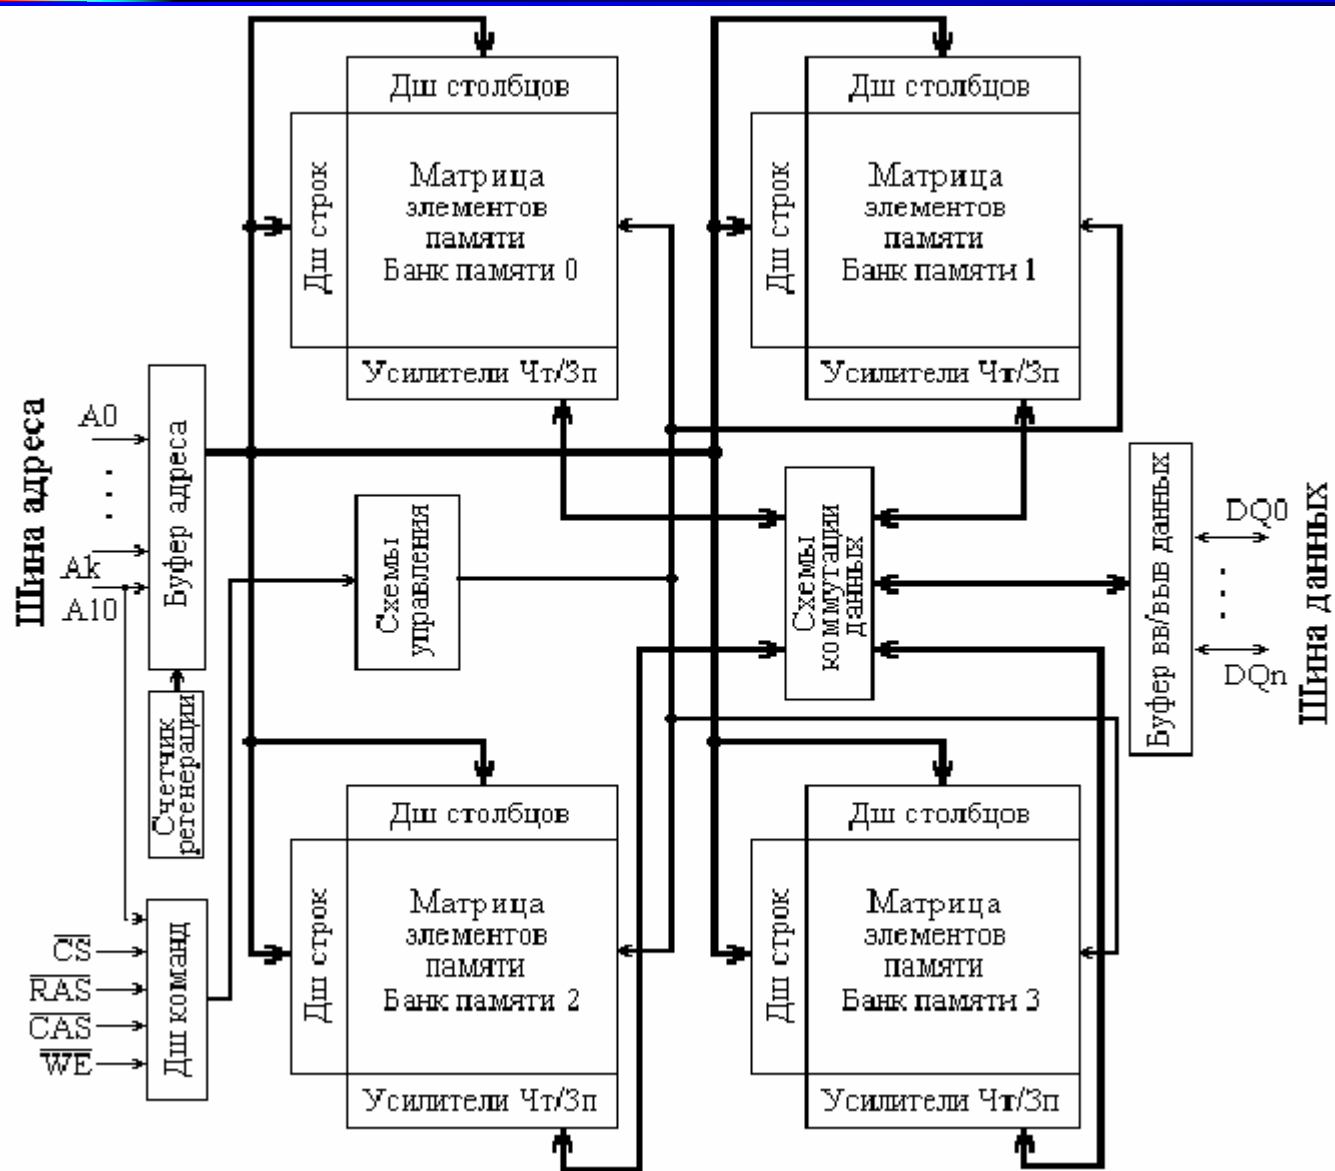 Дш столбцов
Дш строк
Матрица
элементов
памяти
Банк памяти 0
Усилители Чт/Зп
Дш столбцов
Дш строк
Матрица
элементов
памяти
Банк памяти 1
Усилители Чт/Зп
Шина адреса
A0
Ak
A10
Буфер адреса
Счетчик
регенерации
Схемы
управления
Схемы
коммутации
данных
Буфер вв/выв данных
DQ0
DQn
Шина данных
Дш команд
CS
RAS
CAS
WE
Дш столбцов
Дш строк
Матрица
элементов
памяти
Банк памяти 2
Усилители Чт/Зп
Дш столбцов
Дш строк
Матрица
элементов
памяти
Банк памяти 3
Усилители Чт/Зп